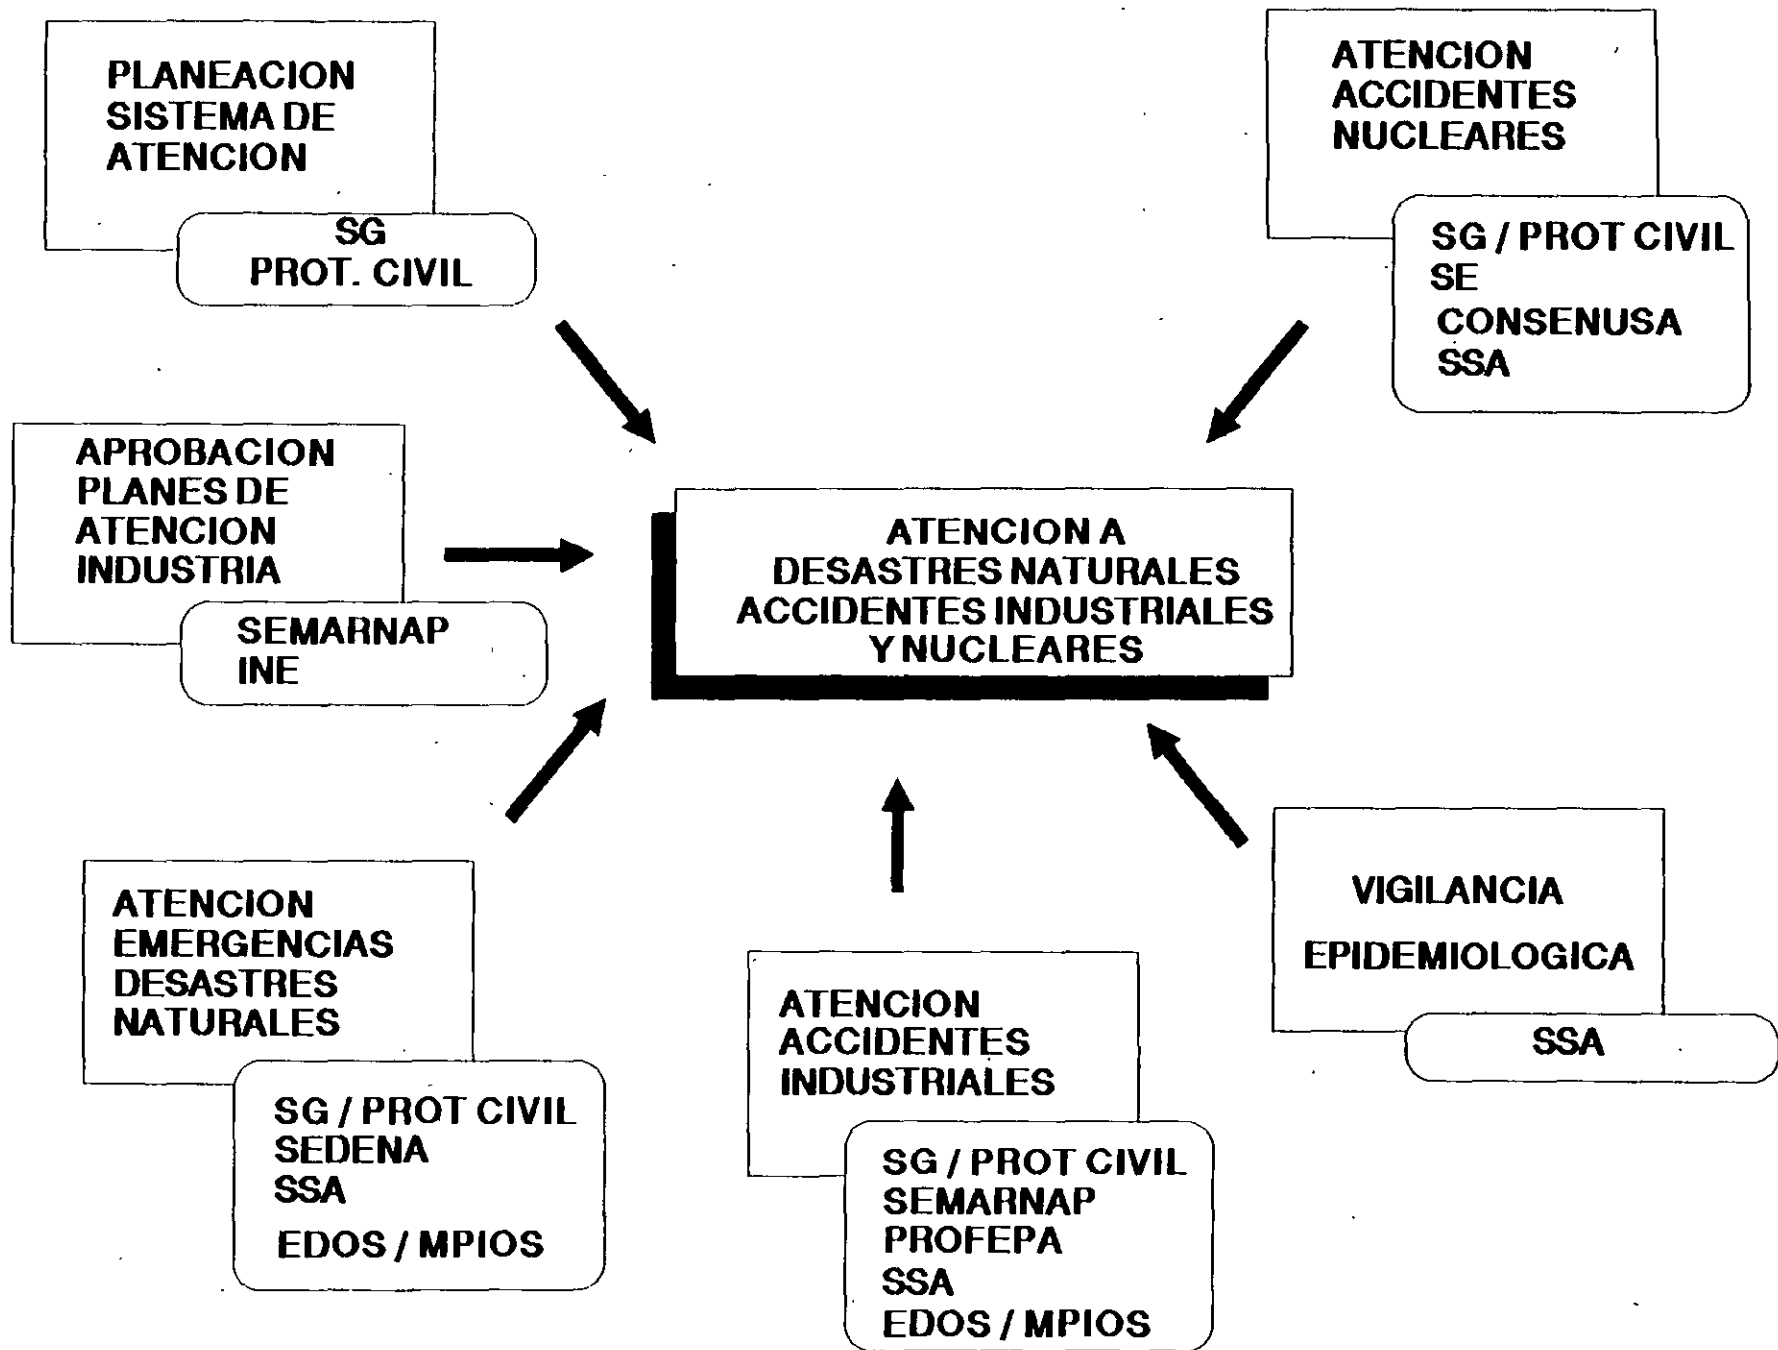 PLANEACION
SISTEMA DE
ATENCION
SG
PROT. CIVIL
ATENCION
ACCIDENTES
NUCLEARES
SG / PROT CIVIL
SE
CONSENUSA
SSA
APROBACION
PLANES DE
ATENCION
INDUSTRIA
SEMARNAP
INE
ATENCION A
DESASTRES NATURALES
ACCIDENTES INDUSTRIALES
Y NUCLEARES
ATENCION
EMERGENCIAS
DESASTRES
NATURALES
SG / PROT CIVIL
SEDENA
SSA
EDOS / MPIOS
ATENCION
ACCIDENTES
INDUSTRIALES
SG / PROT CIVIL
SEMARNAP
PROFEPA
SSA
EDOS / MPIOS
VIGILANCIA
EPIDEMIOLOGICA
SSA